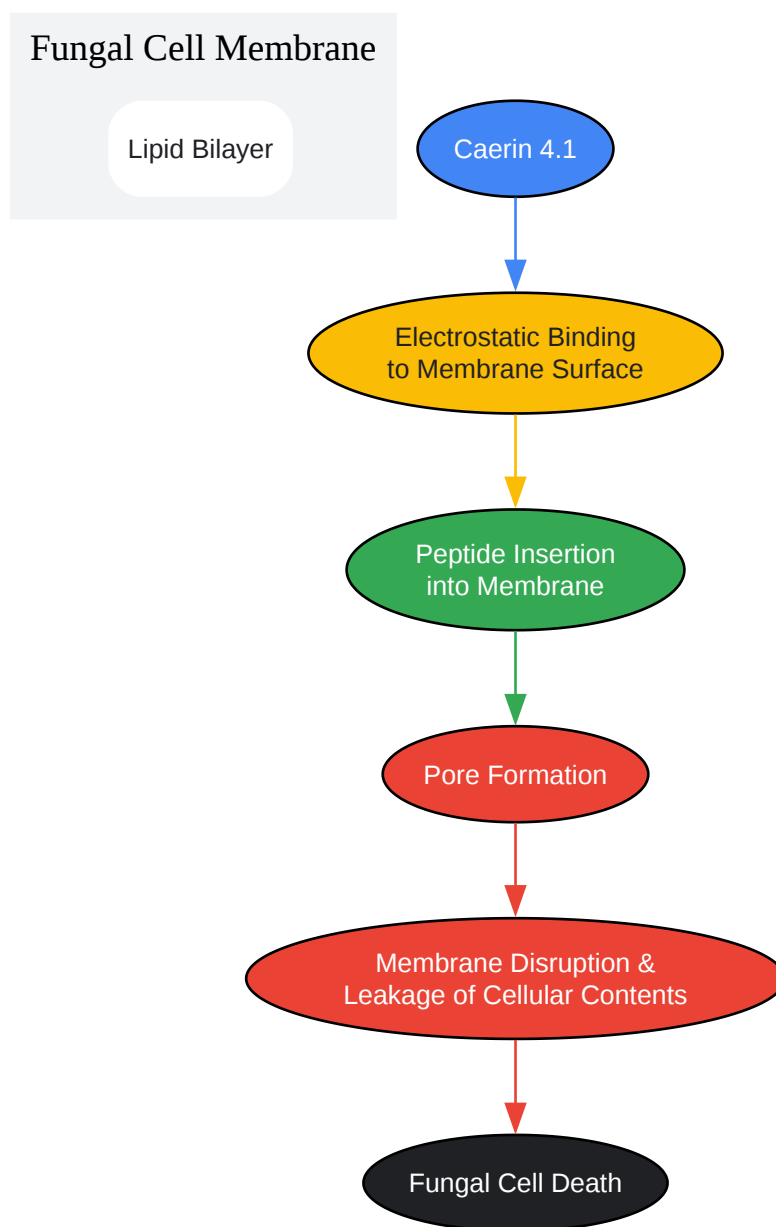 Fungal Cell Membrane
Lipid Bilayer
Caerin 4.1
Electrostatic Binding
to Membrane Surface
Peptide Insertion
into Membrane
Pore Formation
Membrane Disruption &
Leakage of Cellular Contents
Fungal Cell Death